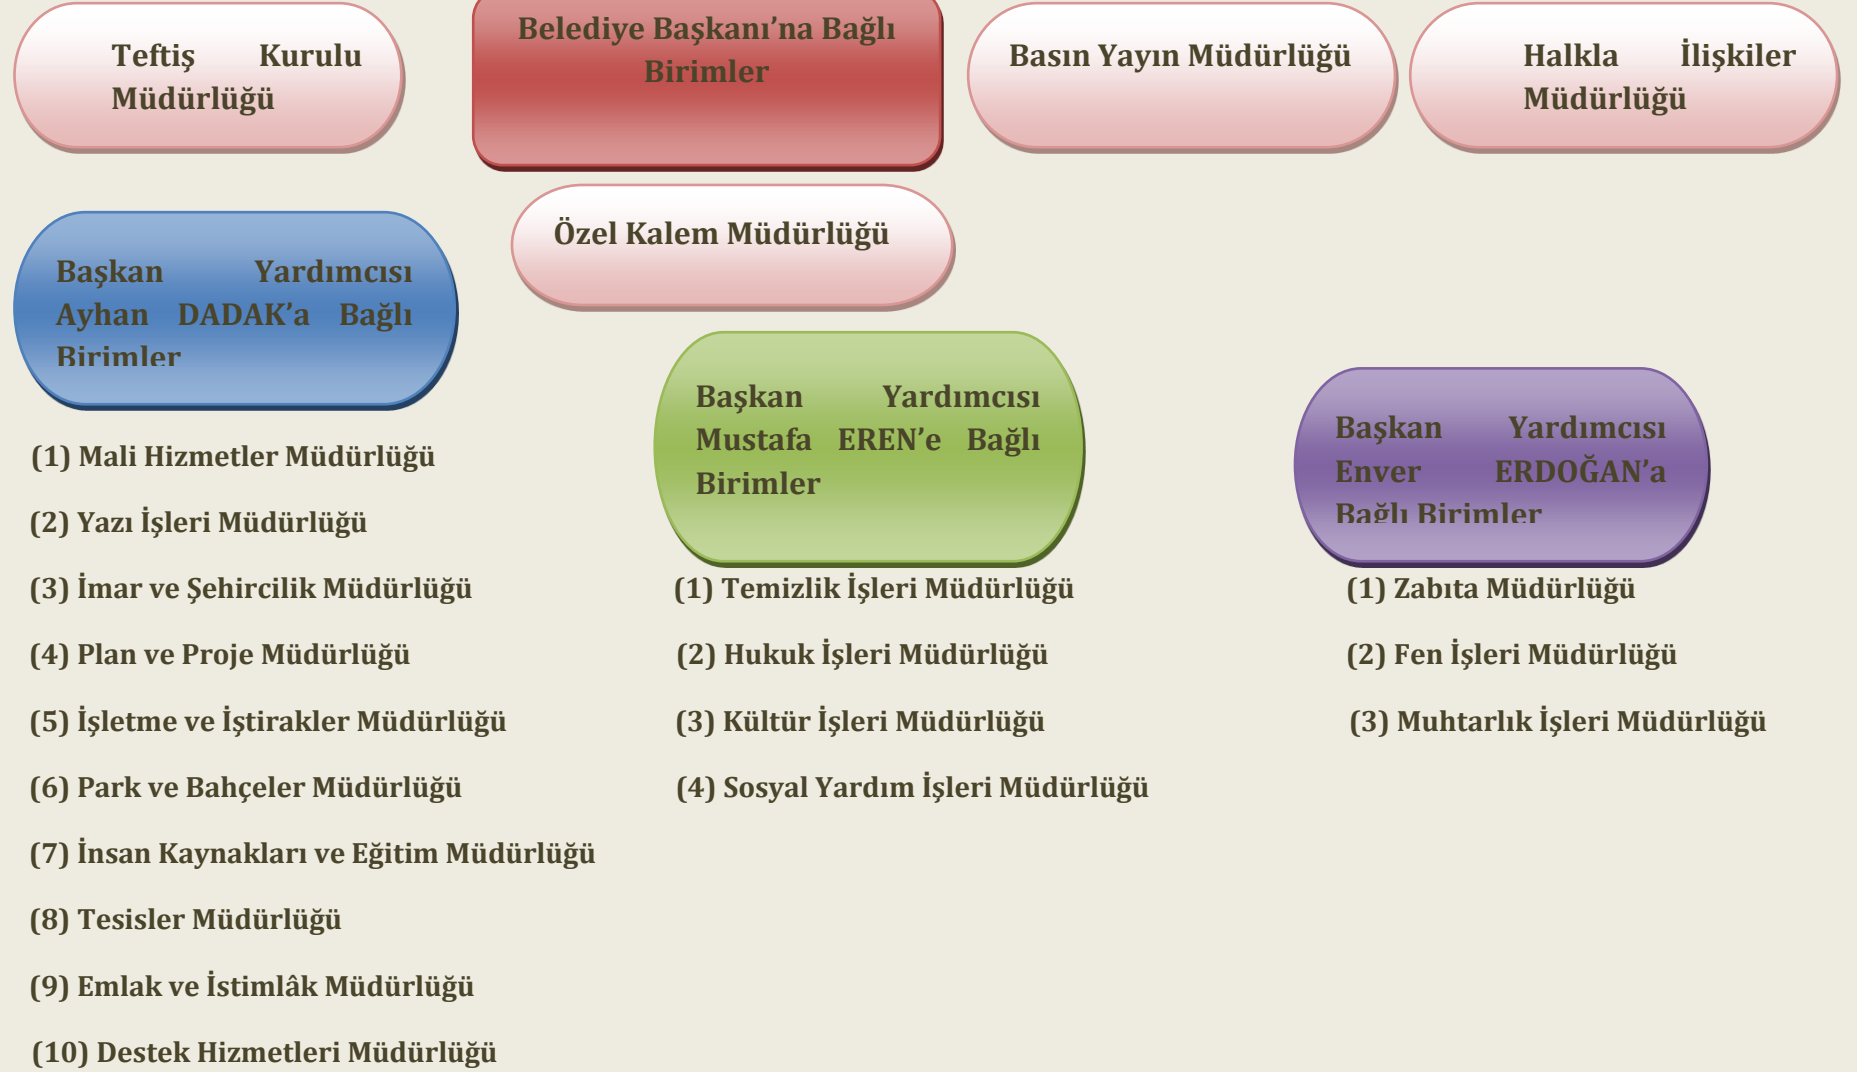 Teftiş Kurulu
Müdürlüğü
Belediye Başkanı’na Bağlı
Birimler
Basın Yayın Müdürlüğü
Halkla İlişkiler
Müdürlüğü
Özel Kalem Müdürlüğü
Başkan Yardımcısı
Ayhan DADAK’a Bağlı
Birimler
(1) Mali Hizmetler Müdürlüğü
(2) Yazı İşleri Müdürlüğü
(3) İmar ve Şehircilik Müdürlüğü
(4) Plan ve Proje Müdürlüğü
(5) İşletme ve İştirakler Müdürlüğü
(6) Park ve Bahçeler Müdürlüğü
(7) İnsan Kaynakları ve Eğitim Müdürlüğü
(8) Tesisler Müdürlüğü
(9) Emlak ve İstimlâk Müdürlüğü
(10) Destek Hizmetleri Müdürlüğü
Başkan Yardımcısı
Mustafa EREN’e Bağlı
Birimler
(1) Temizlik İşleri Müdürlüğü
(2) Hukuk İşleri Müdürlüğü
(3) Kültür İşleri Müdürlüğü
(4) Sosyal Yardım İşleri Müdürlüğü
Başkan Yardımcısı
Enver ERDOĞAN’a
Bağlı Birimler
(1) Zabıta Müdürlüğü
(2) Fen İşleri Müdürlüğü
(3) Muhtarlık İşleri Müdürlüğü